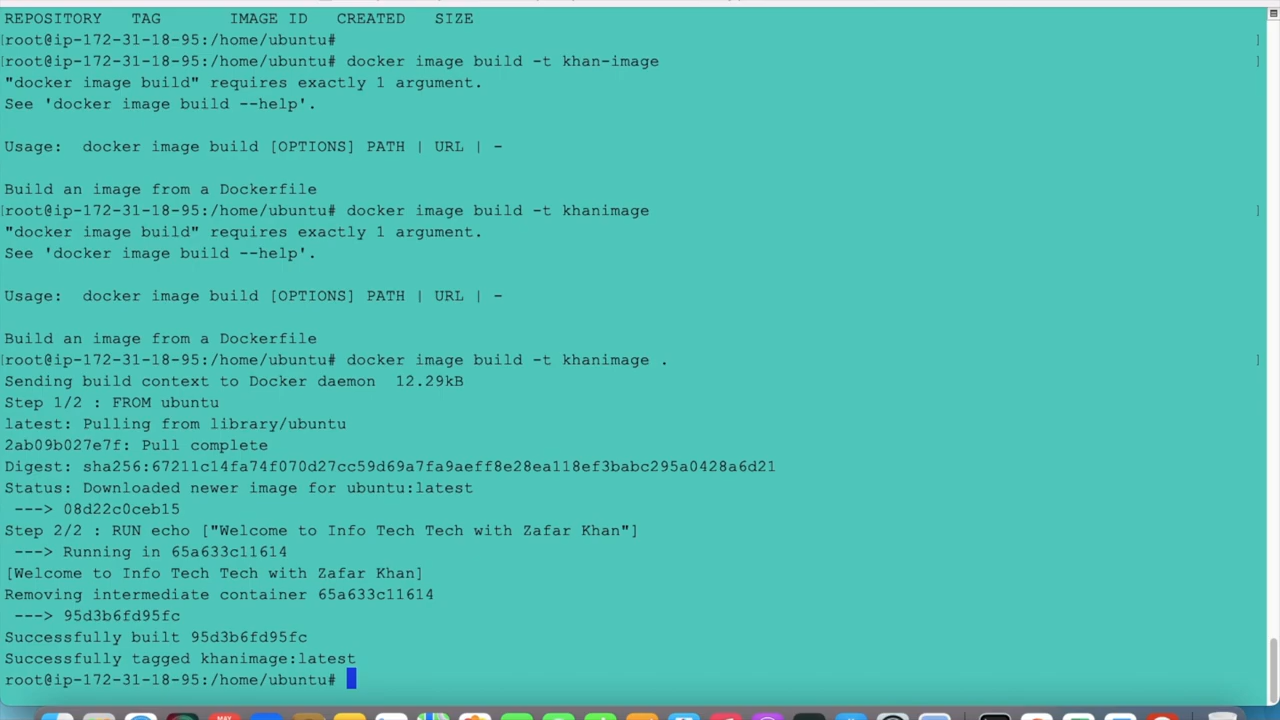 REPOSITORY   TAG       IMAGE ID   CREATED   SIZE
root@ip-172-31-18-95:/home/ubuntu#
root@ip-172-31-18-95:/home/ubuntu# docker image build -t khan-image
"docker image build" requires exactly 1 argument.
See 'docker image build --help'.
Usage:  docker image build [OPTIONS] PATH | URL | -
Build an image from a Dockerfile
root@ip-172-31-18-95:/home/ubuntu# docker image build -t khanimage
"docker image build" requires exactly 1 argument.
See 'docker image build --help'.
Usage:  docker image build [OPTIONS] PATH | URL | -
Build an image from a Dockerfile
root@ip-172-31-18-95:/home/ubuntu# docker image build -t khanimage .
Sending build context to Docker daemon  12.29kB
Step 1/2 : FROM ubuntu
latest: Pulling from library/ubuntu
2ab09b027e7f: Pull complete
Digest: sha256:67211c14fa74f070d27cc59d69a7fa9aeff8e28ea118ef3babc295a0428a6d21
Status: Downloaded newer image for ubuntu:latest
 ---> 08d22c0ceb15
Step 2/2 : RUN echo ["Welcome to Info Tech Tech with Zafar Khan"]
 ---> Running in 65a633c11614
[Welcome to Info Tech Tech with Zafar Khan]
Removing intermediate container 65a633c11614
 ---> 95d3b6fd95fc
Successfully built 95d3b6fd95fc
Successfully tagged khanimage:latest
root@ip-172-31-18-95:/home/ubuntu#
MAY